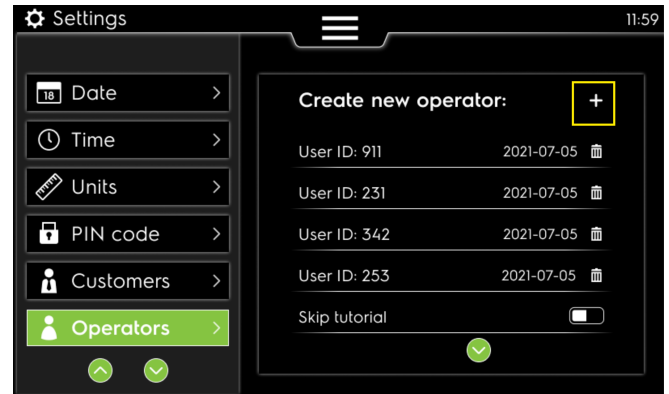 Settings
11:59
18 Date
Time
Units
PIN code
Customers
Operators
Create new operator:
+
User ID: 911 2021-07-05
User ID: 231 2021-07-05
User ID: 342 2021-07-05
User ID: 253 2021-07-05
Skip tutorial